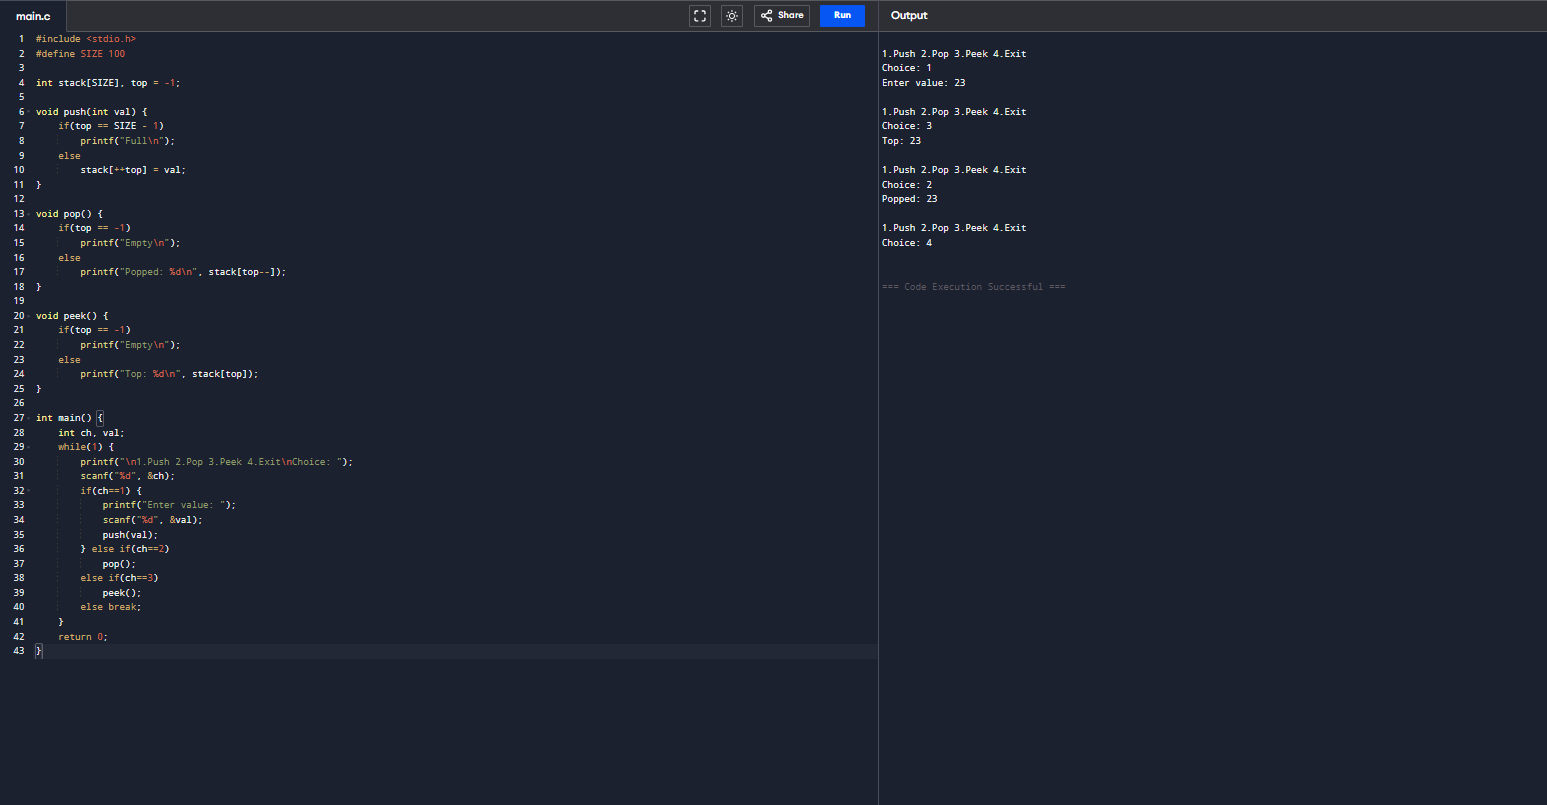 main.c
Share
Run
Output
1 #include <stdio.h>
2 #define SIZE 100
3
4 int stack[SIZE], top = -1;
5
6 void push(int val) {
7     if(top == SIZE - 1)
8         printf("Full\n");
9     else
10         stack[++top] = val;
11 }
12
13 void pop() {
14     if(top == -1)
15         printf("Empty\n");
16     else
17         printf("Popped: %d\n", stack[top--]);
18 }
19
20 void peek() {
21     if(top == -1)
22         printf("Empty\n");
23     else
24         printf("Top: %d\n", stack[top]);
25 }
26
27 int main() {
28     int ch, val;
29     while(1) {
30         printf("\n1.Push 2.Pop 3.Peek 4.Exit\nChoice: ");
31         scanf("%d", &ch);
32         if(ch==1) {
33             printf("Enter value: ");
34             scanf("%d", &val);
35             push(val);
36         } else if(ch==2)
37             pop();
38         else if(ch==3)
39             peek();
40         else break;
41     }
42     return 0;
43 }
1.Push 2.Pop 3.Peek 4.Exit
Choice: 1
Enter value: 23
1.Push 2.Pop 3.Peek 4.Exit
Choice: 3
Top: 23
1.Push 2.Pop 3.Peek 4.Exit
Choice: 2
Popped: 23
1.Push 2.Pop 3.Peek 4.Exit
Choice: 4
=== Code Execution Successful ===